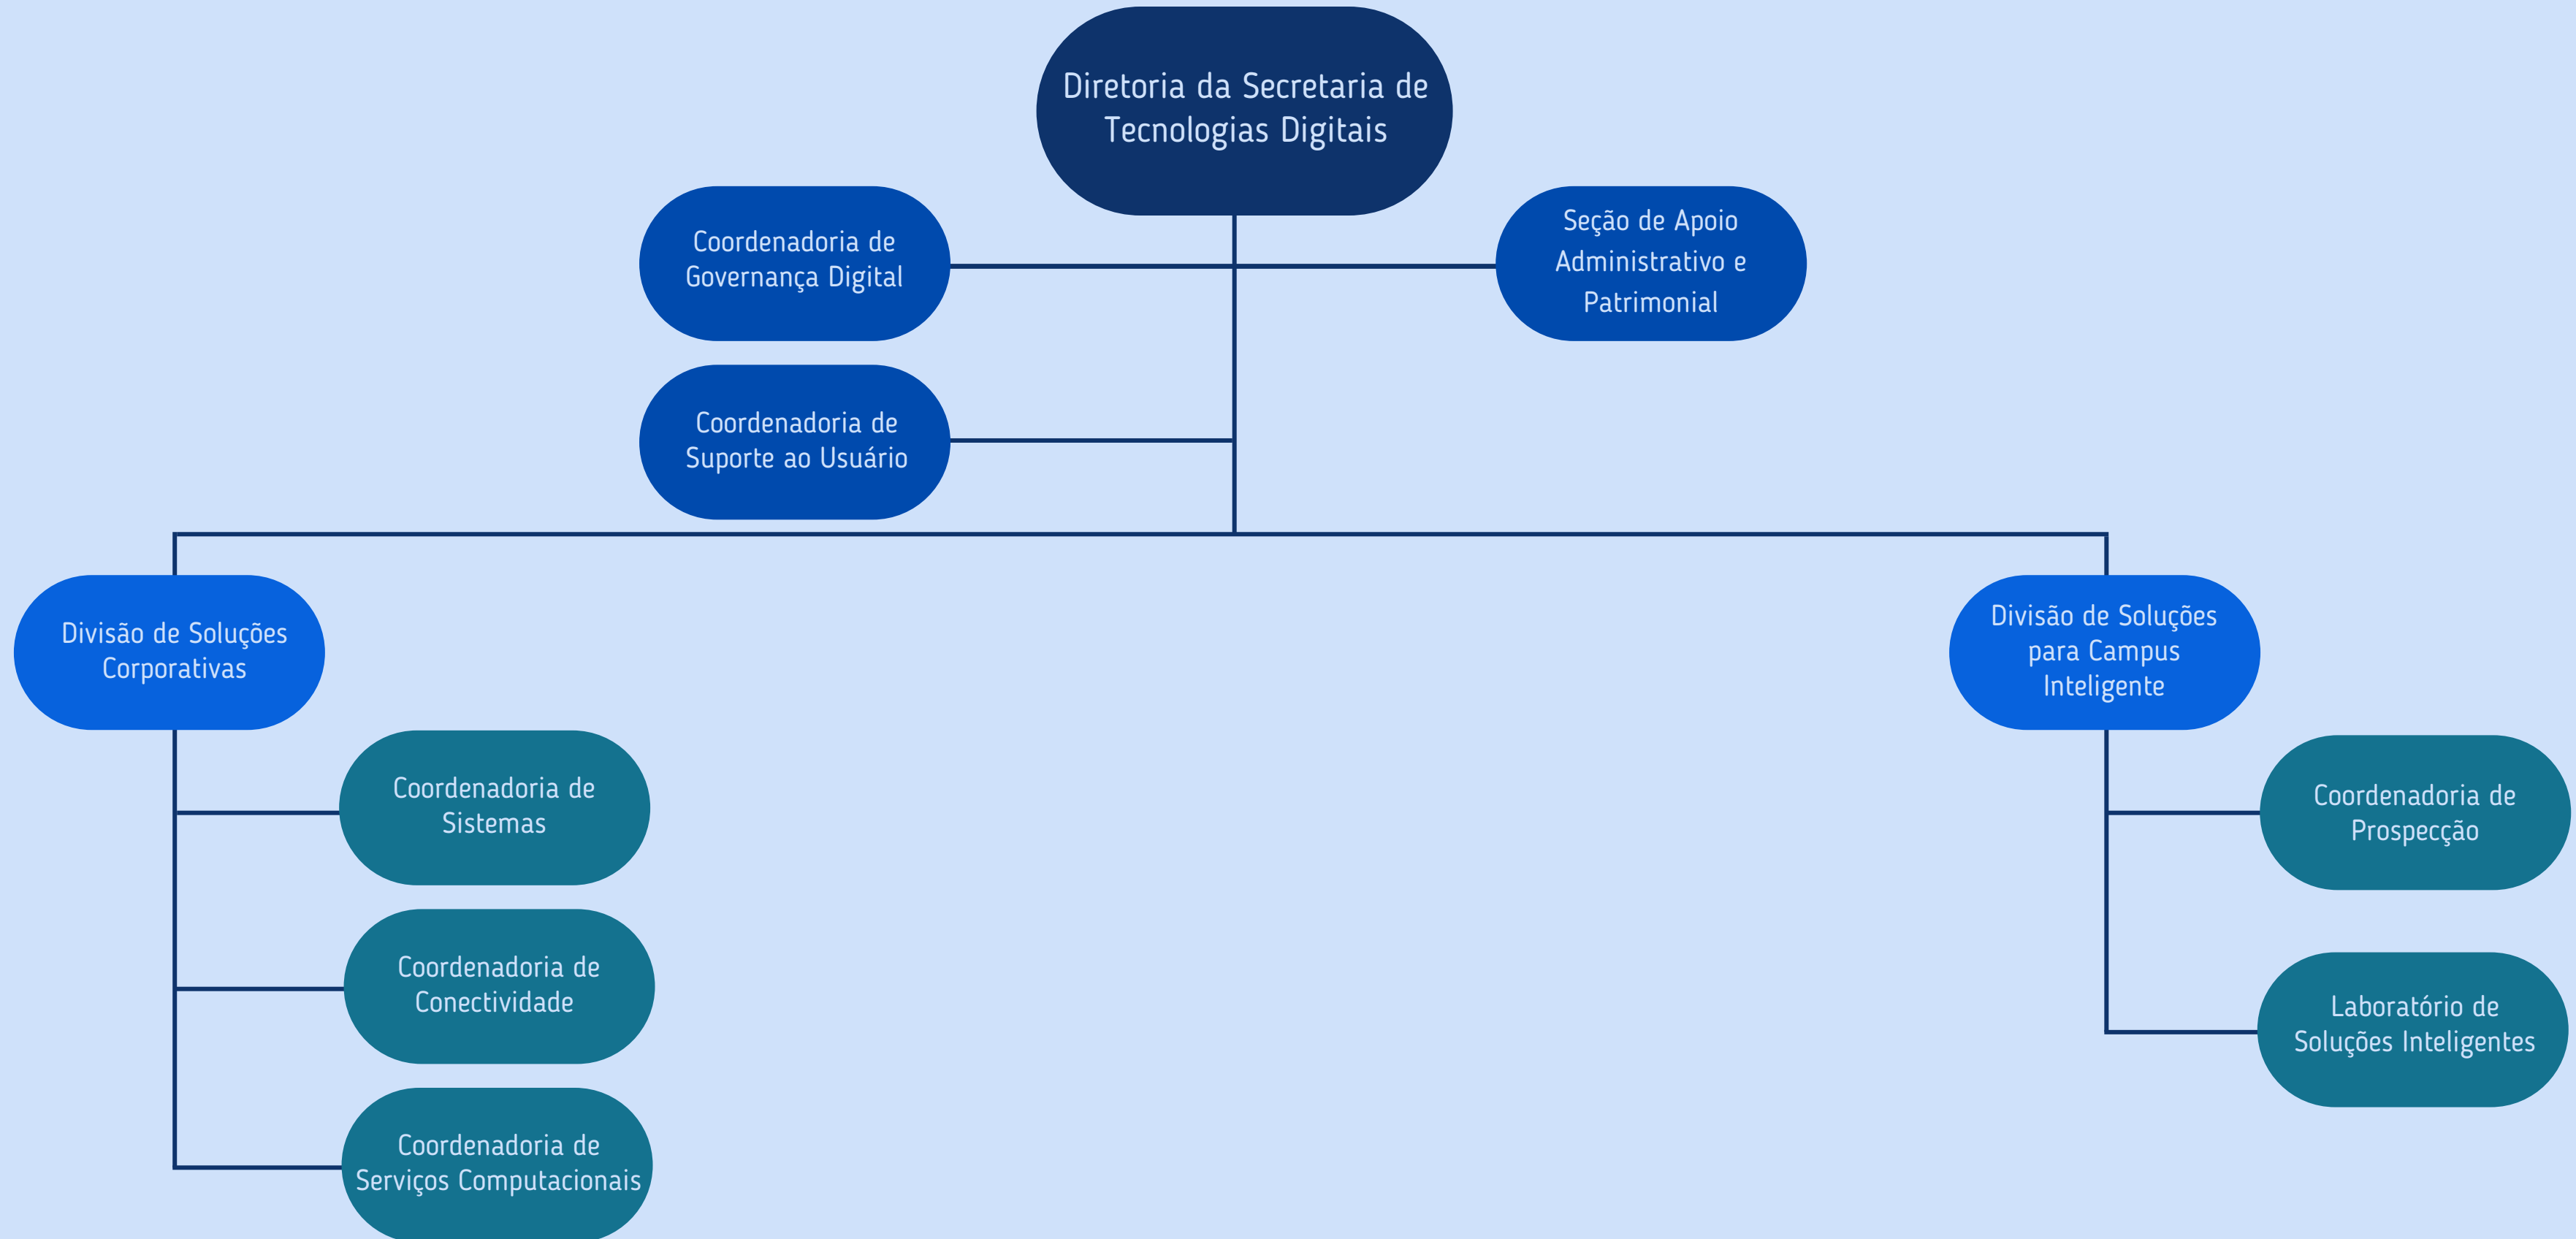 Diretoria da Secretaria de
Tecnologias Digitais
Coordenadoria de
Governança Digital
Seção de Apoio
Administrativo e
Patrimonial
Coordenadoria de
Suporte ao Usuário
Divisão de Soluções
Corporativas
Divisão de Soluções
para Campus
Inteligente
Coordenadoria de
Sistemas
Coordenadoria de
Prospecção
Coordenadoria de
Conectividade
Laboratório de
Soluções Inteligentes
Coordenadoria de
Serviços Computacionais